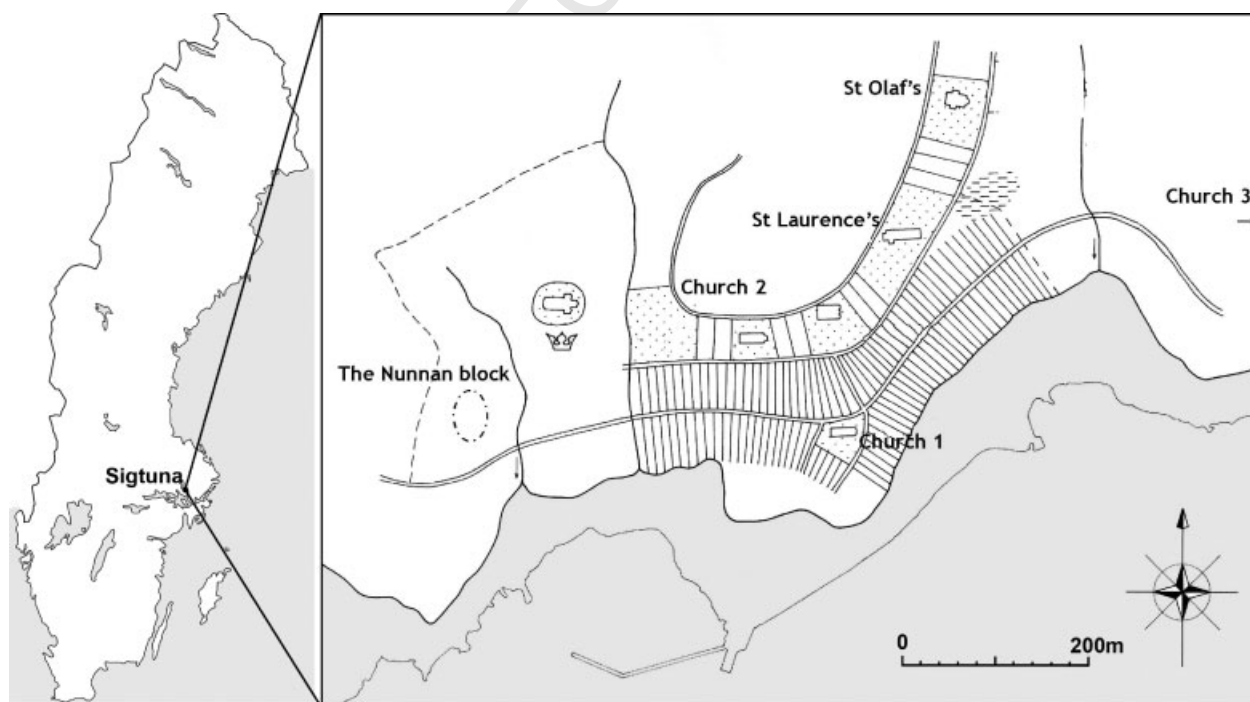 St Olaf's
Church 3
St Laurence's
Church 2
The Nunnan block
Church 1
Sigtuna
0
200m